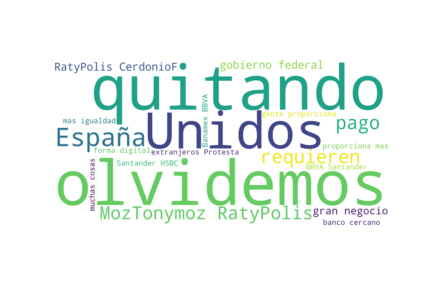 RatyPolis CerdonioF
gobierno federal
quitando
mas igualdad
Banamex BBVA
gente proporciona
España
Unidos
pago
forma digital
extranjeros Protesta
proporciona mas
requieren
Santander HSBC
BBVA Santander
muchas cosas
olvidemos
MozTonymoz RatyPolis
gran negocio
banco cercano